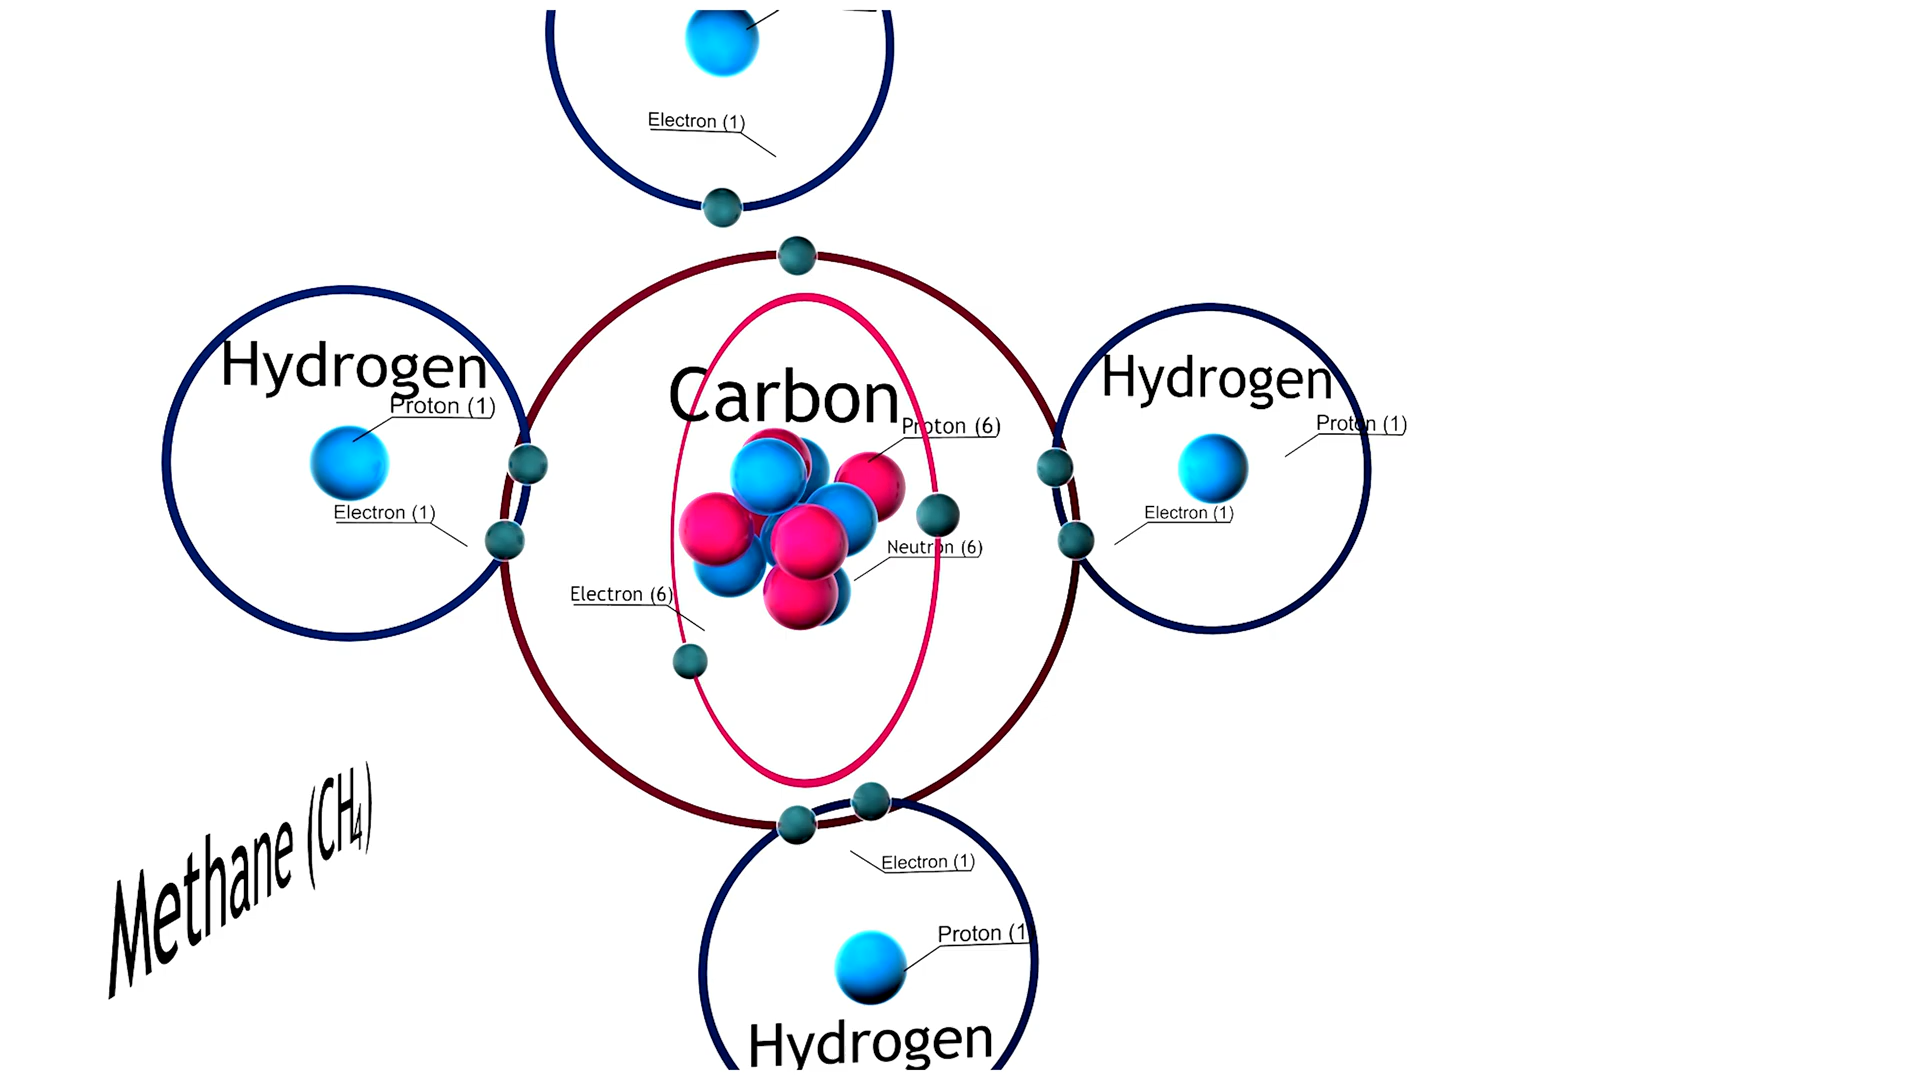 Electron (1)
Hydrogen
Proton (1)
Electron (1)
Carbon
Proton (6)
Neutron (6)
Electron (6)
Hydrogen
Proton (1)
Electron (1)
Methane (CH₄)
Electron (1)
Proton (1
Hydrogen